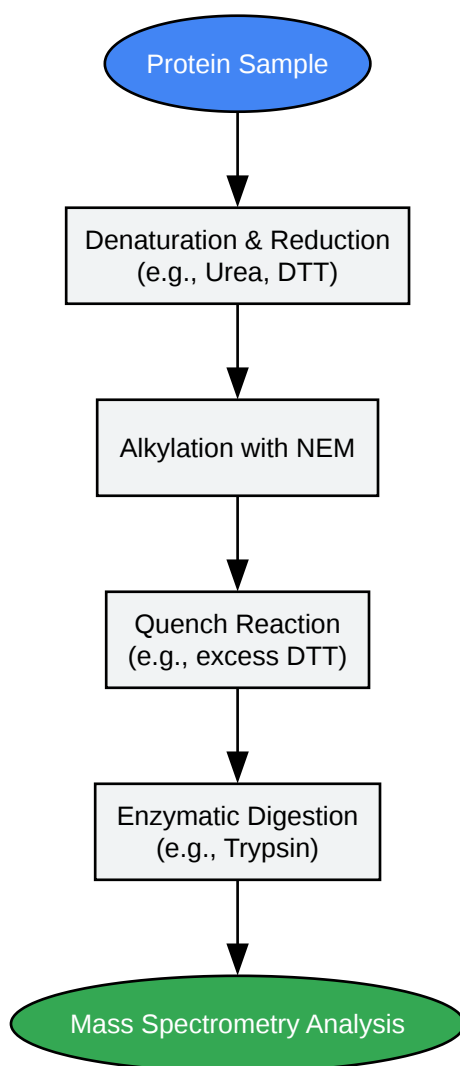 Protein Sample
Denaturation & Reduction
(e.g., Urea, DTT)
Alkylation with NEM
Quench Reaction
(e.g., excess DTT)
Enzymatic Digestion
(e.g., Trypsin)
Mass Spectrometry Analysis